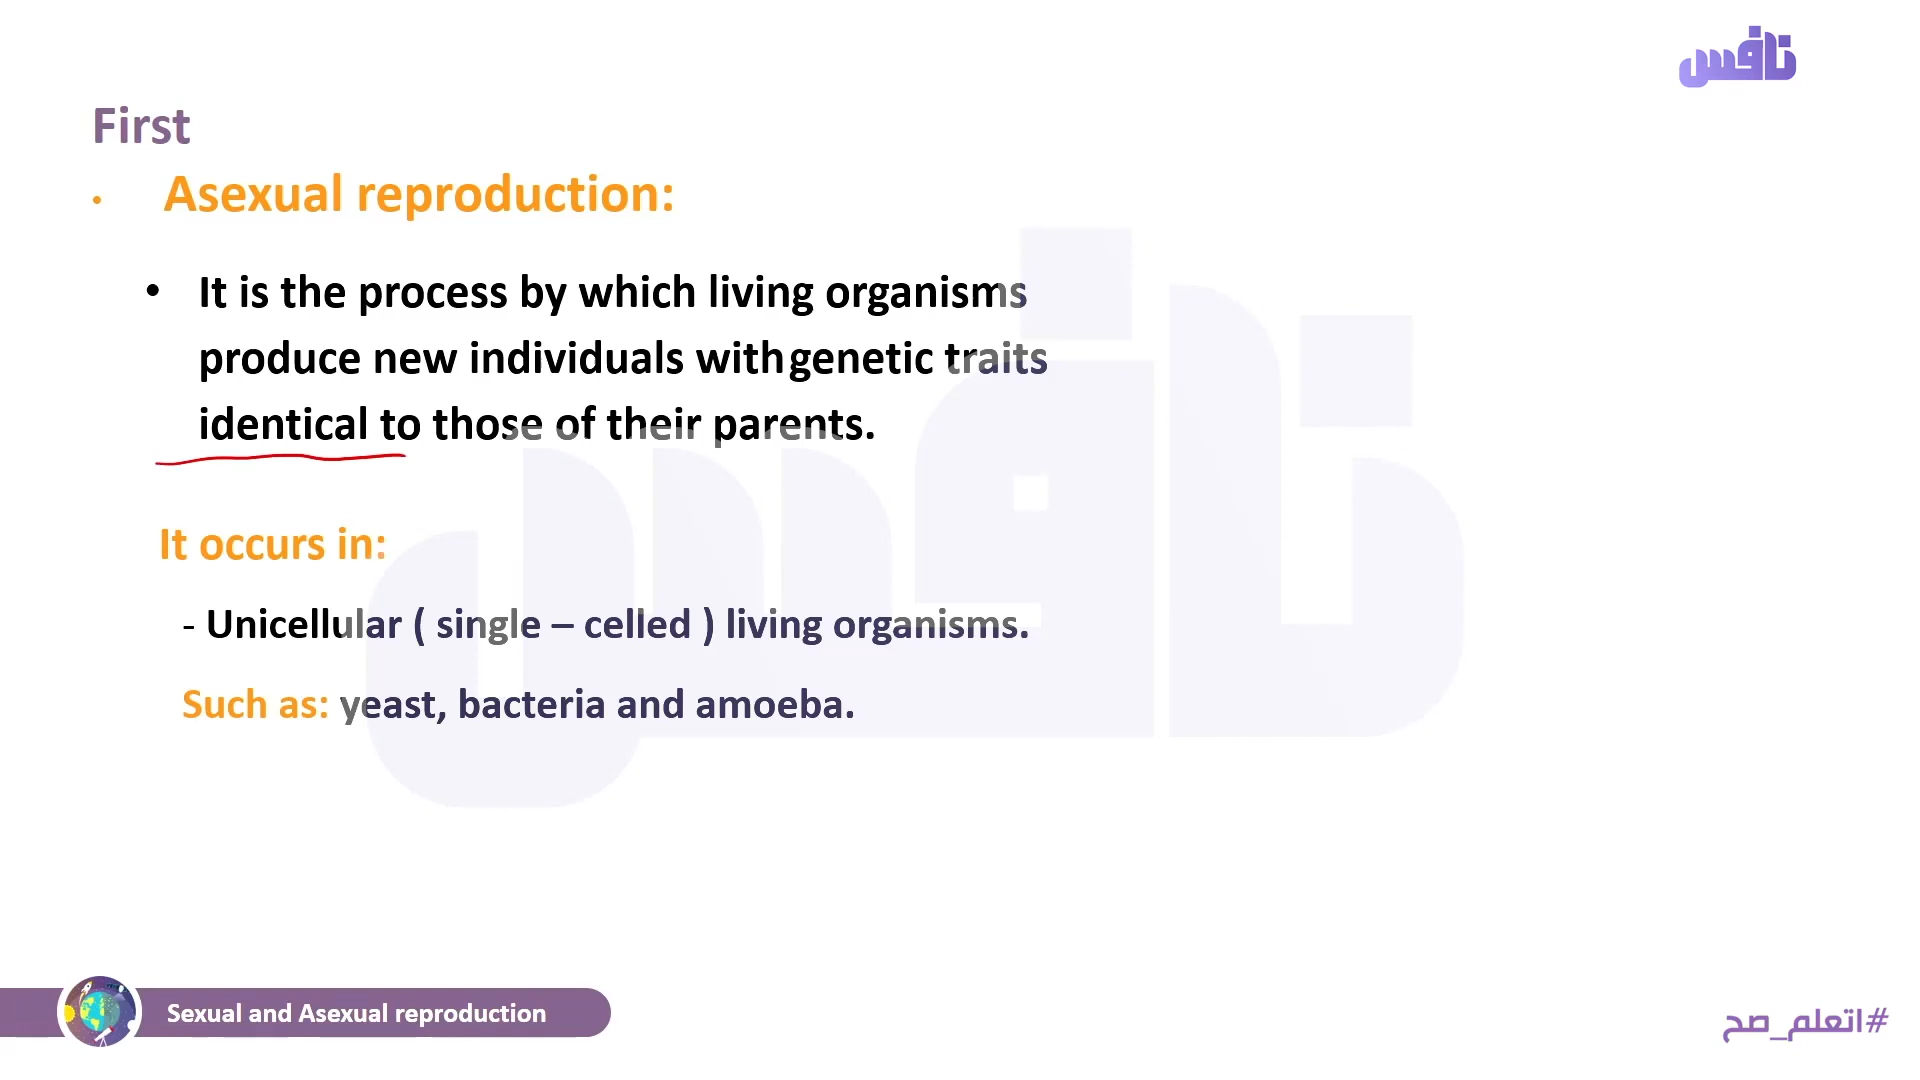 نافس
First
• Asexual reproduction:
• It is the process by which living organisms
produce new individuals with genetic traits
identical to those of their parents.
It occurs in:
- Unicellular ( single – celled ) living organisms.
Such as: yeast, bacteria and amoeba.
Sexual and Asexual reproduction
#اتعلم_صح